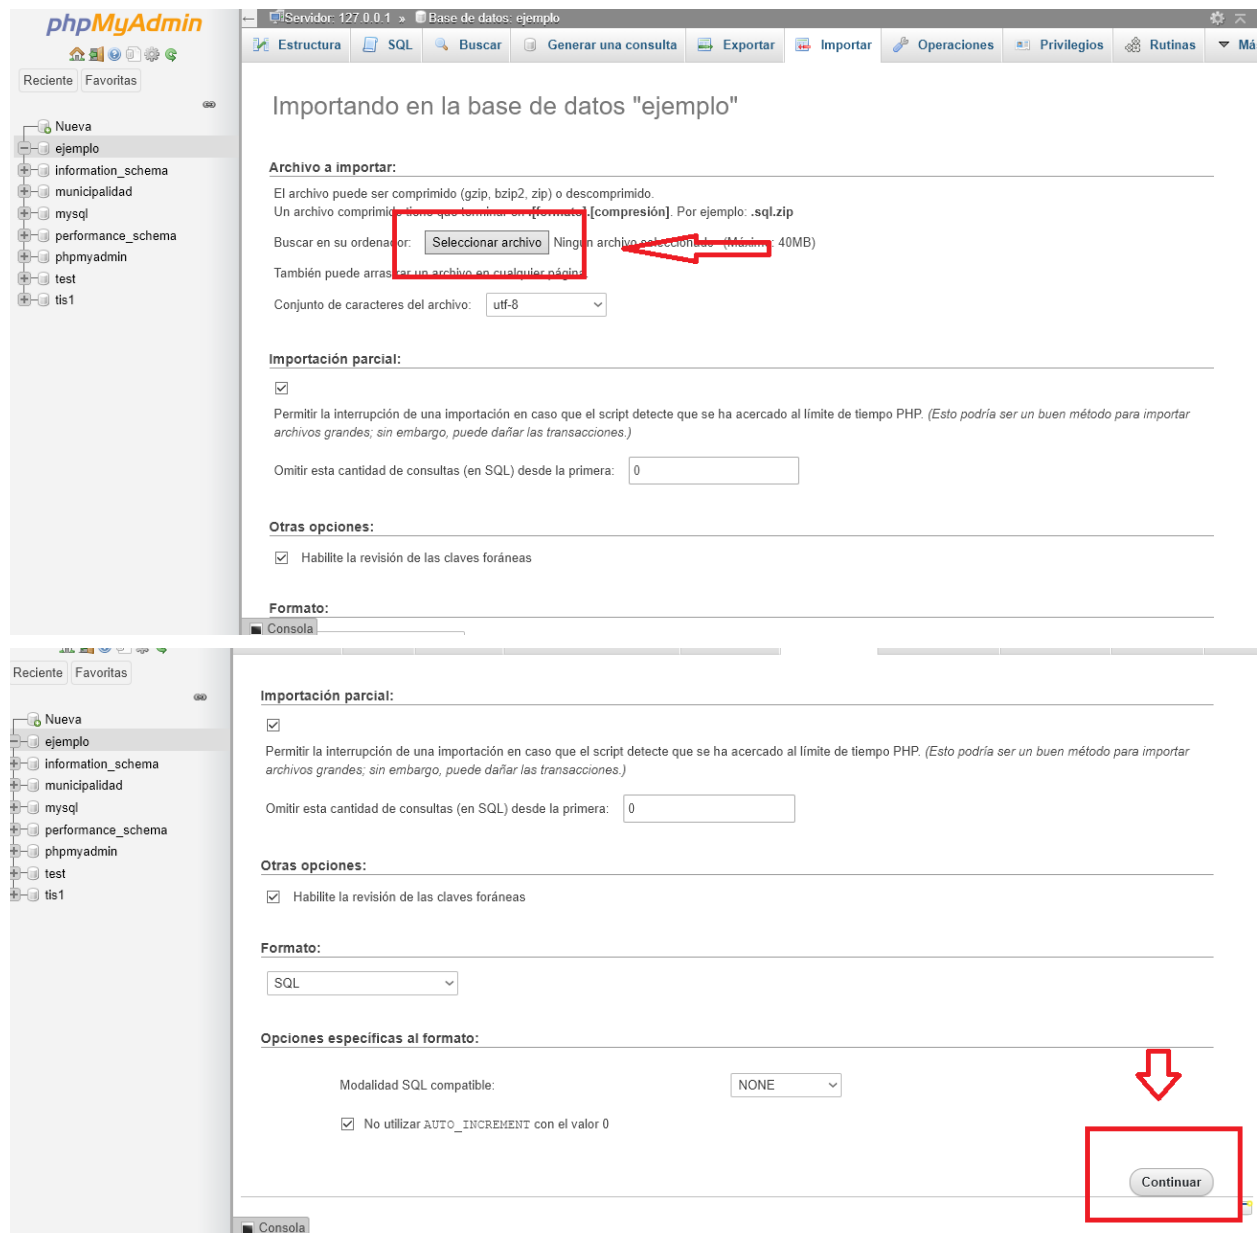 phpMyAdmin
Reciente Favoritas
Nueva
ejemplo
information_schema
municipalidad
mysql
performance_schema
phpmyadmin
test
tis1
Servidor: 127.0.0.1 » Base de datos: ejemplo
Estructura SQL Buscar Generar una consulta Exportar Importar Operaciones Privilegios Rutinas Má
Importando en la base de datos "ejemplo"
Archivo a importar:
El archivo puede ser comprimido (gzip, bzip2, zip) o descomprimido.
Un archivo comprimido tiene que terminar en .[formato].[compresión]. Por ejemplo: .sql.zip
Buscar en su ordenador: Seleccionar archivo Ningún archivo seleccionado (Máximo: 40MB)
También puede arrastrar un archivo en cualquier página.
Conjunto de caracteres del archivo: utf-8
Importación parcial:
Permitir la interrupción de una importación en caso que el script detecte que se ha acercado al límite de tiempo PHP. (Esto podría ser un buen método para importar
archivos grandes; sin embargo, puede dañar las transacciones.)
Omitir esta cantidad de consultas (en SQL) desde la primera: 0
Otras opciones:
Habilite la revisión de las claves foráneas
Formato:
Consola
Reciente Favoritas
Nueva
ejemplo
information_schema
municipalidad
mysql
performance_schema
phpmyadmin
test
tis1
Importación parcial:
Permitir la interrupción de una importación en caso que el script detecte que se ha acercado al límite de tiempo PHP. (Esto podría ser un buen método para importar
archivos grandes; sin embargo, puede dañar las transacciones.)
Omitir esta cantidad de consultas (en SQL) desde la primera: 0
Otras opciones:
Habilite la revisión de las claves foráneas
Formato:
SQL
Opciones específicas al formato:
Modalidad SQL compatible: NONE
No utilizar AUTO_INCREMENT con el valor 0
Continuar
Consola